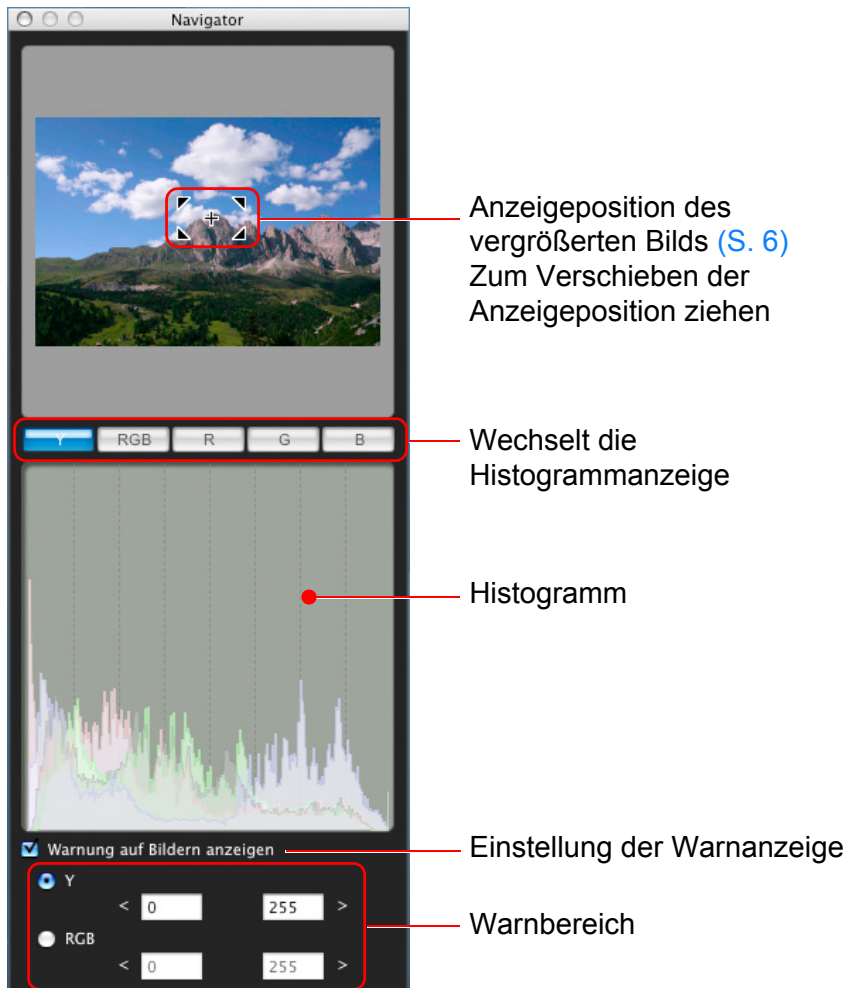 Navigator
Anzeigeposition des
vergrößerten Bilds (S. 6)
Zum Verschieben der
Anzeigeposition ziehen
Y RGB R G B
Wechselt die
Histogrammanzeige
Histogramm
Warnung auf Bildern anzeigen
Einstellung der Warnanzeige
Y
< 0 255 >
Warnbereich
RGB
< 0 255 >